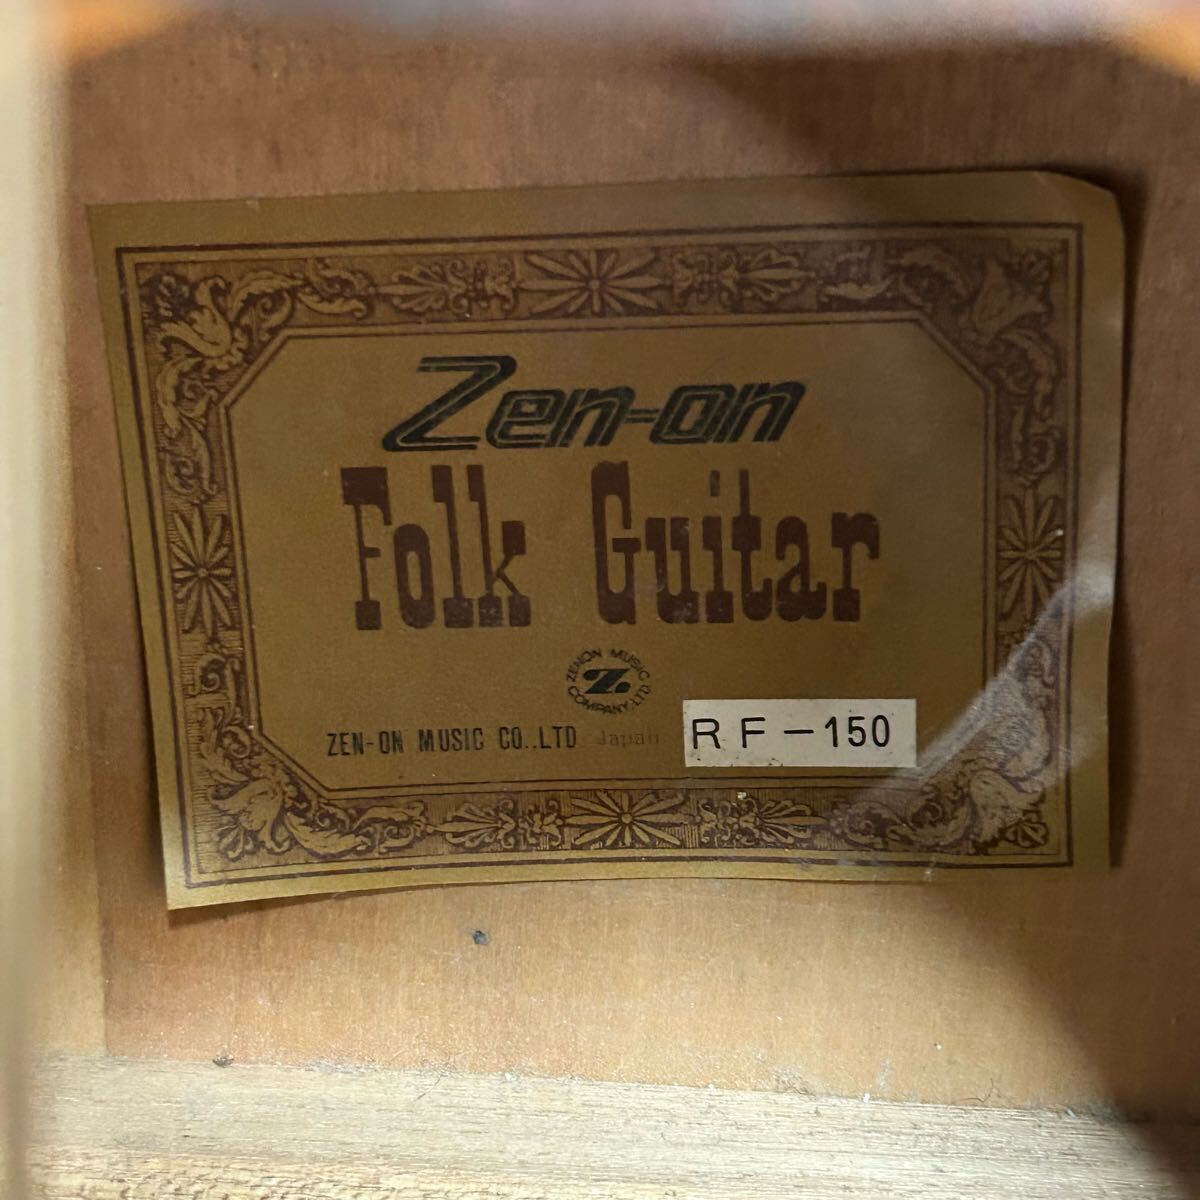 Zen-on
Folk Guitar
ZENON MUSIC
Z
COMPANY, LTD.
ZEN-ON MUSIC CO.,LTD Japan
RF-150